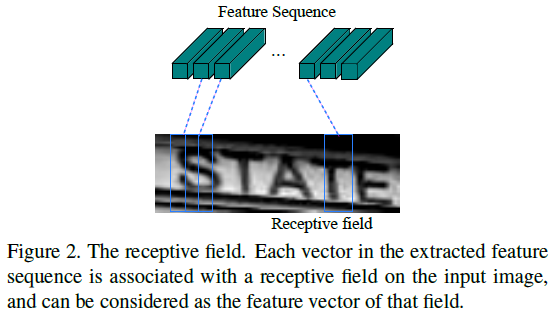 Feature Sequence
...
STATE
Receptive field
Figure 2. The receptive field. Each vector in the extracted feature
sequence is associated with a receptive field on the input image,
and can be considered as the feature vector of that field.